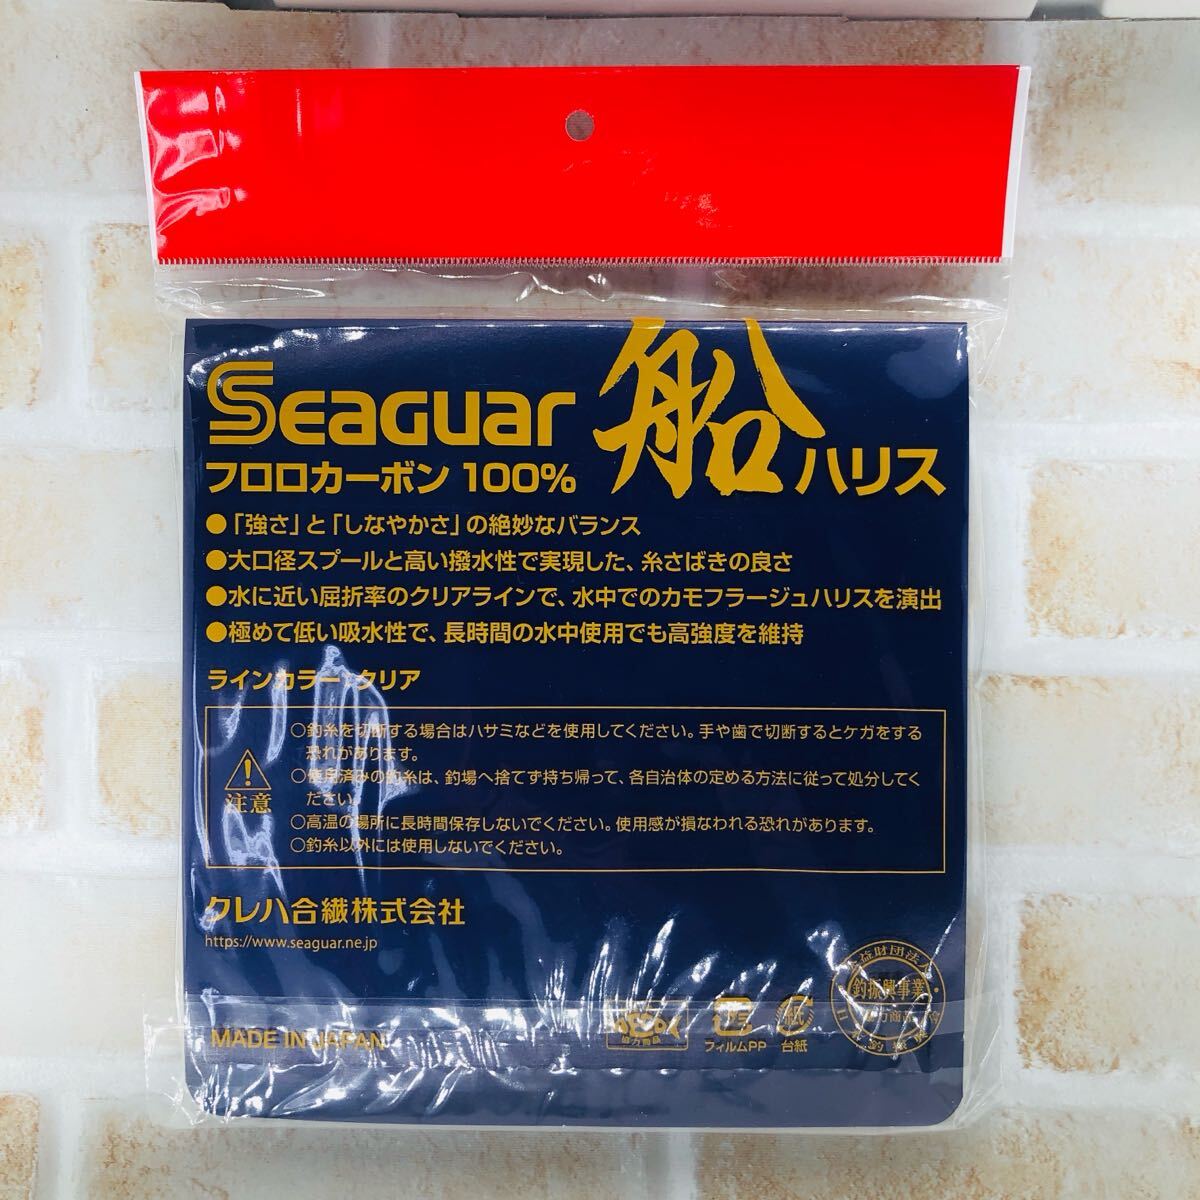 Seaguar 船ハリス
フロロカーボン 100%
●「強さ」と「しなやかさ」の絶妙なバランス
●大口径スプールと高い撥水性で実現した、糸さばきの良さ
●水に近い屈折率のクリアラインで、水中でのカモフラージュハリスを演出
●極めて低い吸水性で、長時間の水中使用でも高強度を維持
ラインカラー：クリア
注意
○釣糸を切断する場合はハサミなどを使用してください。手や歯で切断するとケガをする
恐れがあります。
○使用済みの釣糸は、釣場へ捨てず持ち帰って、各自治体の定める方法に従って処分してく
ださい。
○高温の場所に長時間保存しないでください。使用感が損なわれる恐れがあります。
○釣糸以外には使用しないでください。
クレハ合繊株式会社
https://www.seaguar.ne.jp
MADE IN JAPAN
協力商品
フィルムPP
紙
台紙
釣振興事業